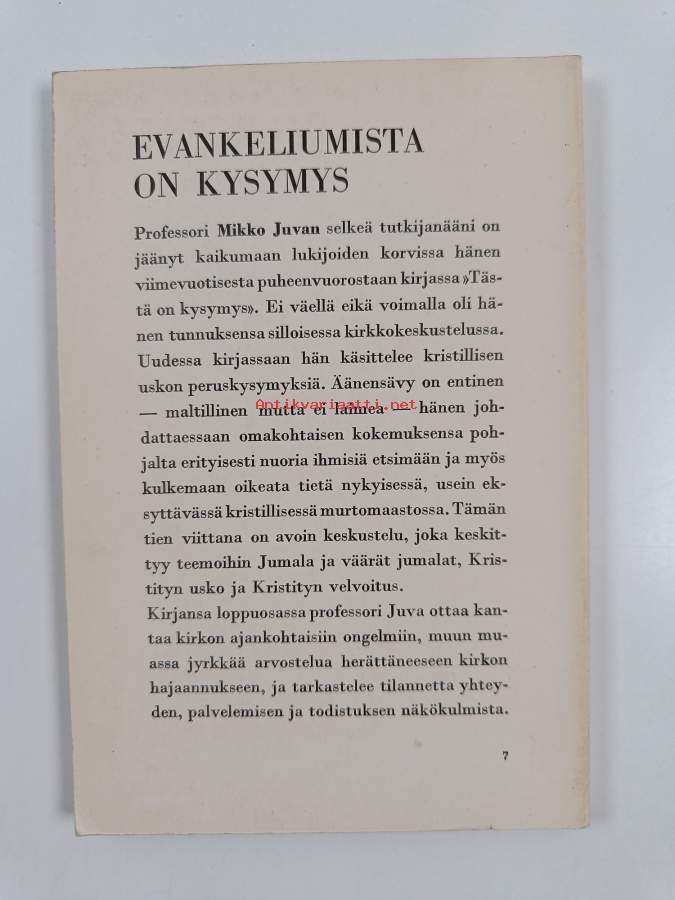 EVANKELIUMISTA
ON KYSYMYS
Professori Mikko Juvan selkeä tutkijanääni on
jäänyt kaikumaan lukijoiden korvissa hänen
viimevuotisesta puheenvuorostaan kirjassa »Täs-
tä on kysymys». Ei väellä eikä voimalla oli hä-
nen tunnuksensa silloisessa kirkkokeskustelussa.
Uudessa kirjassaan hän käsittelee kristillisen
uskon peruskysymyksiä. Äänensävy on entinen
— maltillinen mutta ei laimea — hänen joh-
Antikvariaatti.net
dattaessaan omakohtaisen kokemuksensa poh-
jalta erityisesti nuoria ihmisiä etsimään ja myös
kulkemaan oikeata tietä nykyisessä, usein ek-
syttävässä kristillisessä murtomaastossa. Tämän
tien viittana on avoin keskustelu, joka keskit-
tyy teemoihin Jumala ja väärät jumalat, Kris-
tityn usko ja Kristityn velvoitus.
Kirjansa loppuosassa professori Juva ottaa kan-
taa kirkon ajankohtaisiin ongelmiin, muun mu-
assa jyrkkää arvostelua herättäneeseen kirkon
hajaannukseen, ja tarkastelee tilannetta yhtey-
den, palvelemisen ja todistuksen näkökulmista.
7